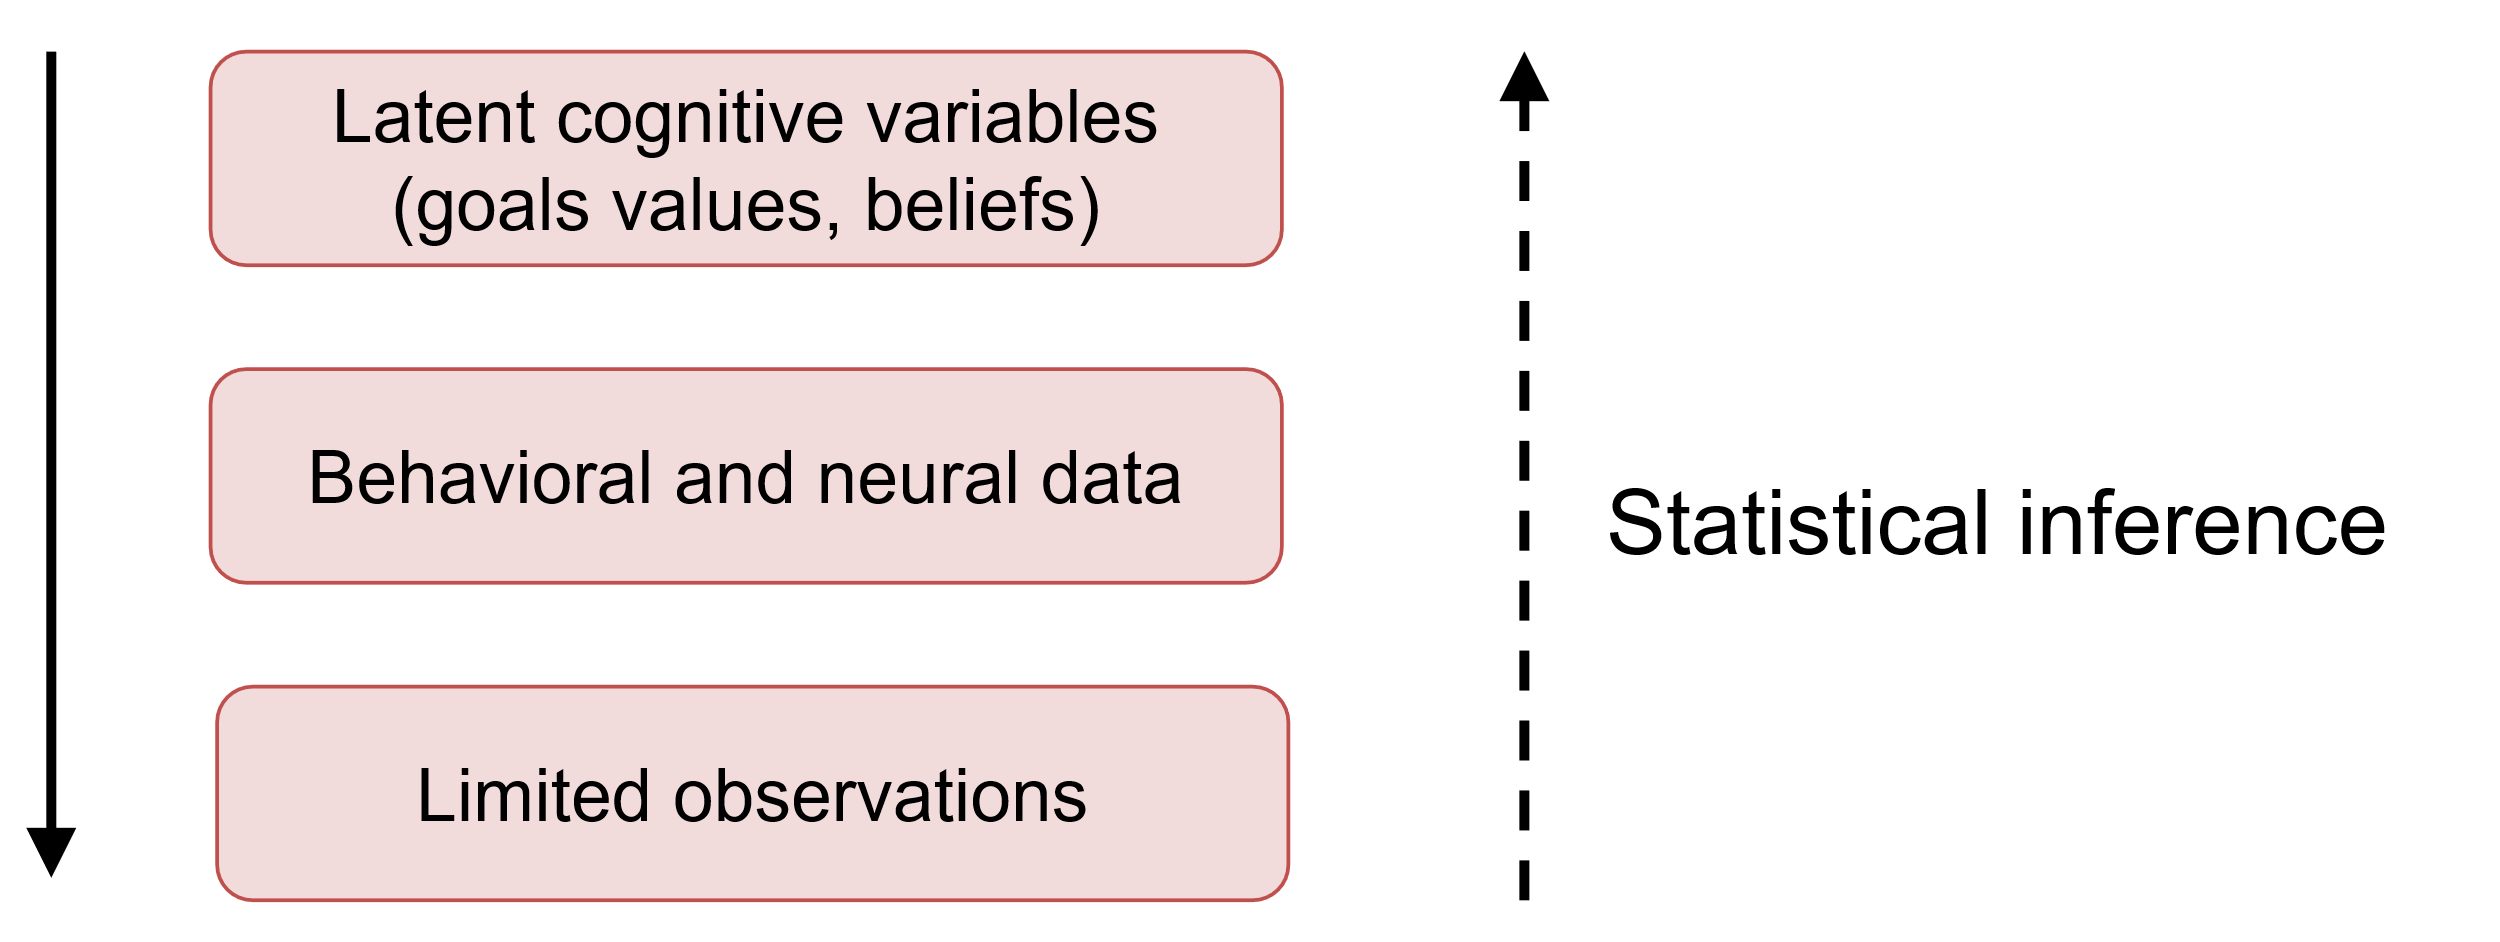 Latent cognitive variables
(goals values, beliefs)
Behavioral and neural data
Statistical inference
Limited observations